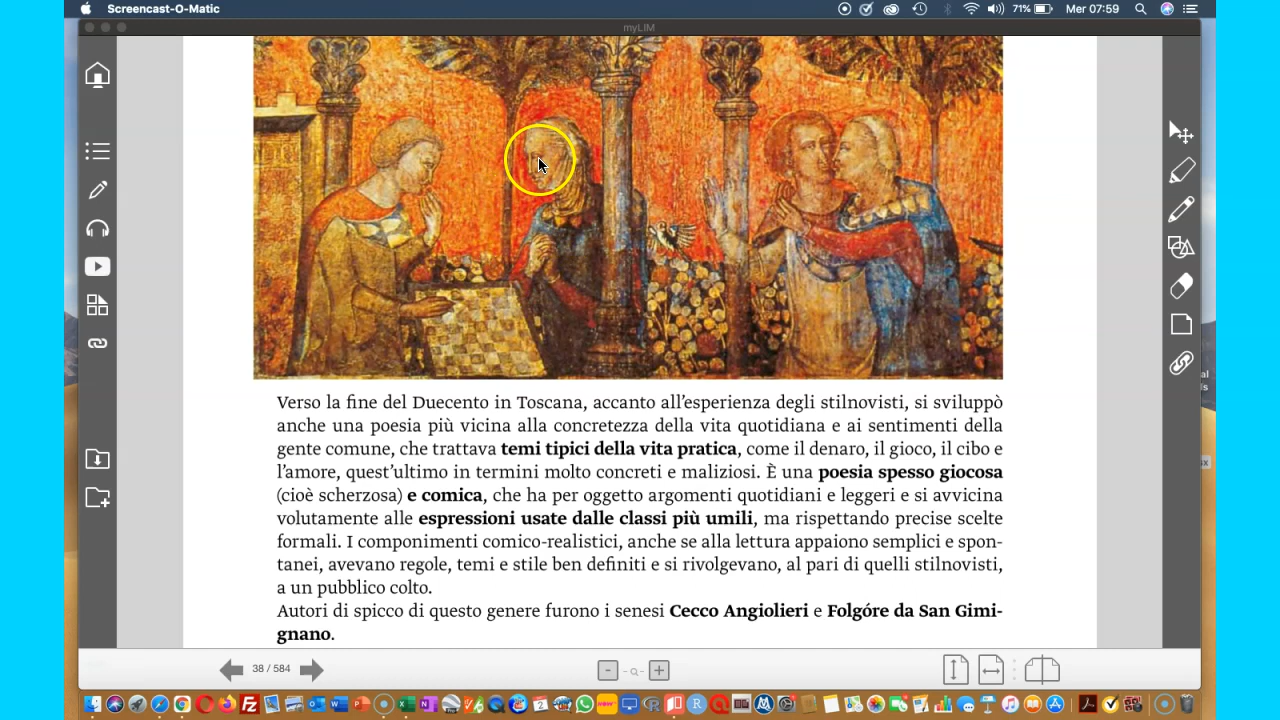 Screencast-O-Matic
71%
Mer 07:59
myLIM
Verso la fine del Duecento in Toscana, accanto all'esperienza degli stilnovisti, si sviluppò
anche una poesia più vicina alla concretezza della vita quotidiana e ai sentimenti della
gente comune, che trattava temi tipici della vita pratica, come il denaro, il gioco, il cibo e
l'amore, quest'ultimo in termini molto concreti e maliziosi. È una poesia spesso giocosa
(cioè scherzosa) e comica, che ha per oggetto argomenti quotidiani e leggeri e si avvicina
volutamente alle espressioni usate dalle classi più umili, ma rispettando precise scelte
formali. I componimenti comico-realistici, anche se alla lettura appaiono semplici e spon-
tanei, avevano regole, temi e stile ben definiti e si rivolgevano, al pari di quelli stilnovisti,
a un pubblico colto.
Autori di spicco di questo genere furono i senesi Cecco Angiolieri e Folgóre da San Gimi-
gnano.
38 / 584